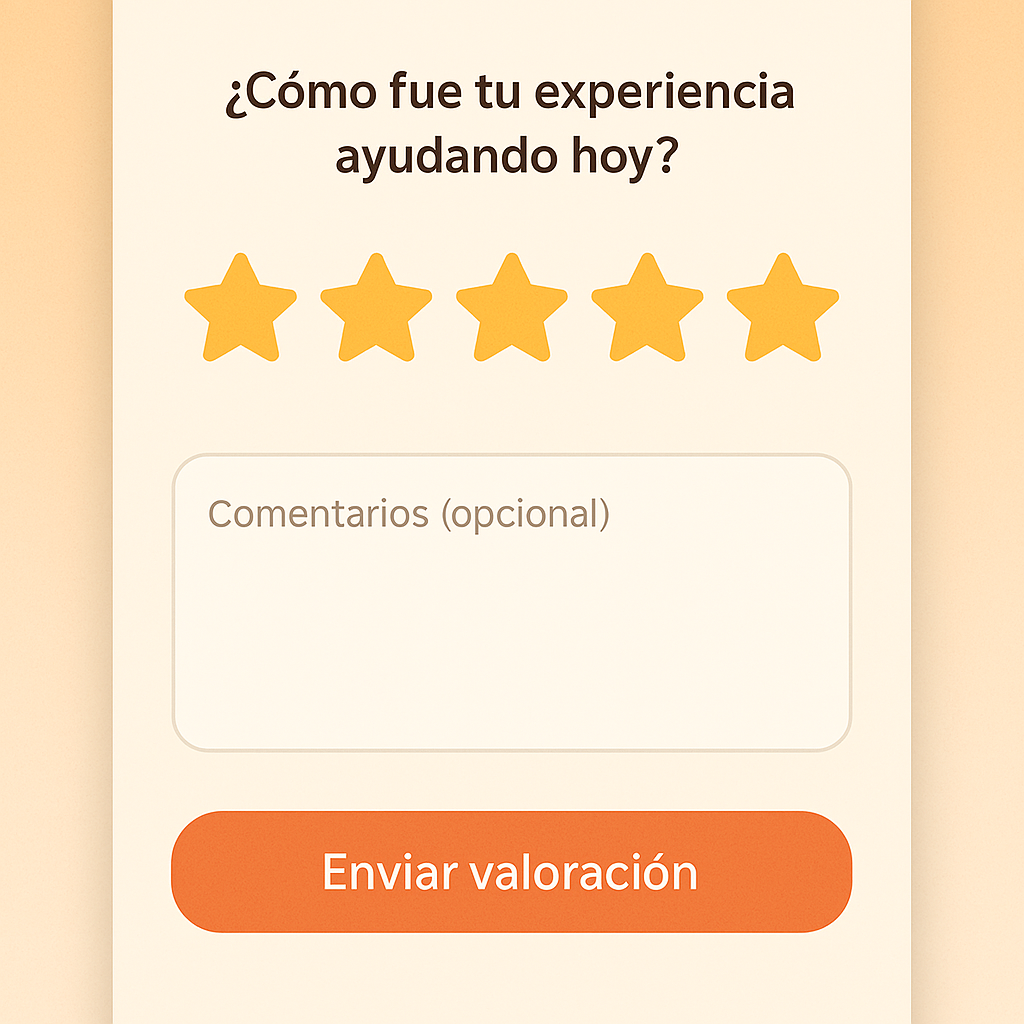 ¿Cómo fue tu experiencia
ayudando hoy?
Comentarios (opcional)
Enviar valoración